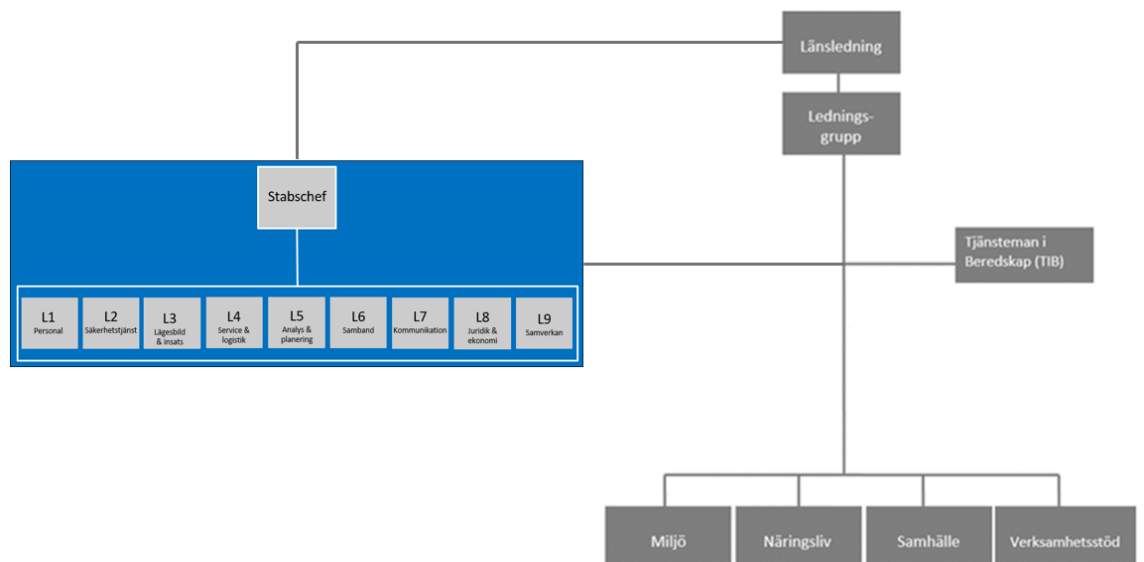 Länsledning
Lednings-
grupp
Stabschef
Tjänsteman i
Beredskap (TIB)
L1
Personal
L2
Säkerhetstjänst
L3
Lägesbild
& insats
L4
Service &
logistik
L5
Analys &
planering
L6
Samband
L7
Kommunikation
L8
Juridik &
ekonomi
L9
Samverkan
Miljö
Näringsliv
Samhälle
Verksamhetsstöd